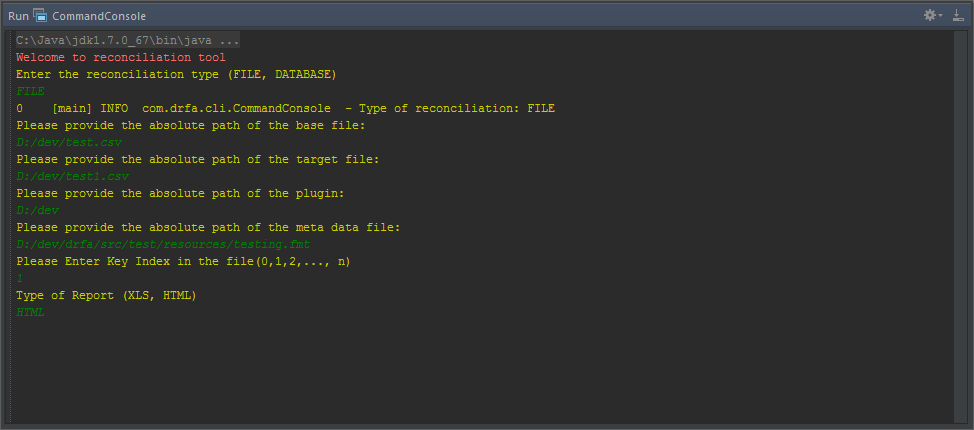 Run CommandConsole
C:\Java\jdk1.7.0_67\bin\java ...
Welcome to reconciliation tool
Enter the reconciliation type (FILE, DATABASE)
FILE
0    [main] INFO  com.drfa.cli.CommandConsole  - Type of reconciliation: FILE
Please provide the absolute path of the base file:
D:/dev/test.csv
Please provide the absolute path of the target file:
D:/dev/test1.csv
Please provide the absolute path of the plugin:
D:/dev
Please provide the absolute path of the meta data file:
D:/dev/drfa/src/test/resources/testing.fmt
Please Enter Key Index in the file(0,1,2,..., n)
1
Type of Report (XLS, HTML)
HTML